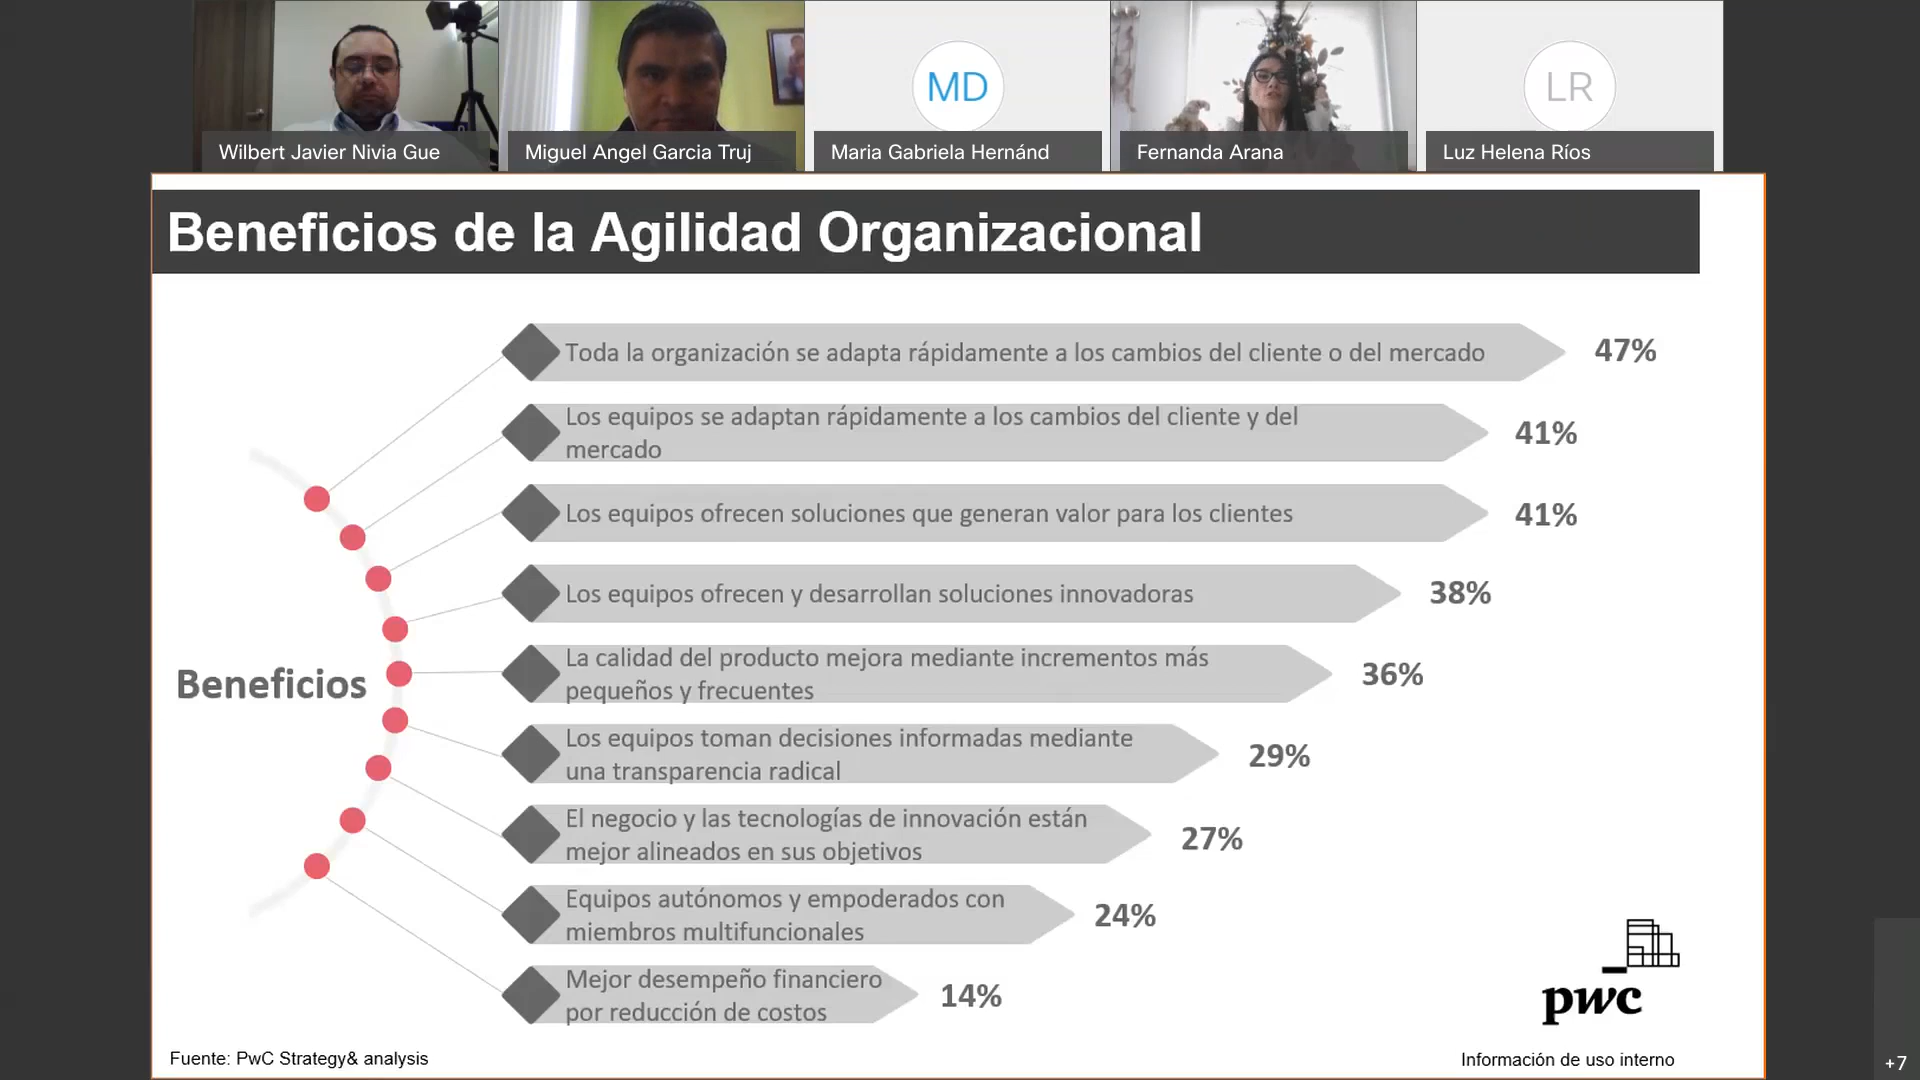 Wilbert Javier Nivia Gue
Miguel Angel Garcia Truj
MD
Maria Gabriela Hernánd
Fernanda Arana
LR
Luz Helena Ríos
Beneficios de la Agilidad Organizacional
Toda la organización se adapta rápidamente a los cambios del cliente o del mercado
47%
Los equipos se adaptan rápidamente a los cambios del cliente y del
mercado
41%
Los equipos ofrecen soluciones que generan valor para los clientes
41%
Los equipos ofrecen y desarrollan soluciones innovadoras
38%
Beneficios
La calidad del producto mejora mediante incrementos más
pequeños y frecuentes
36%
Los equipos toman decisiones informadas mediante
una transparencia radical
29%
El negocio y las tecnologías de innovación están
mejor alineados en sus objetivos
27%
Equipos autónomos y empoderados con
miembros multifuncionales
24%
Mejor desempeño financiero
por reducción de costos
14%
pwc
Fuente: PwC Strategy& analysis
Información de uso interno
+7